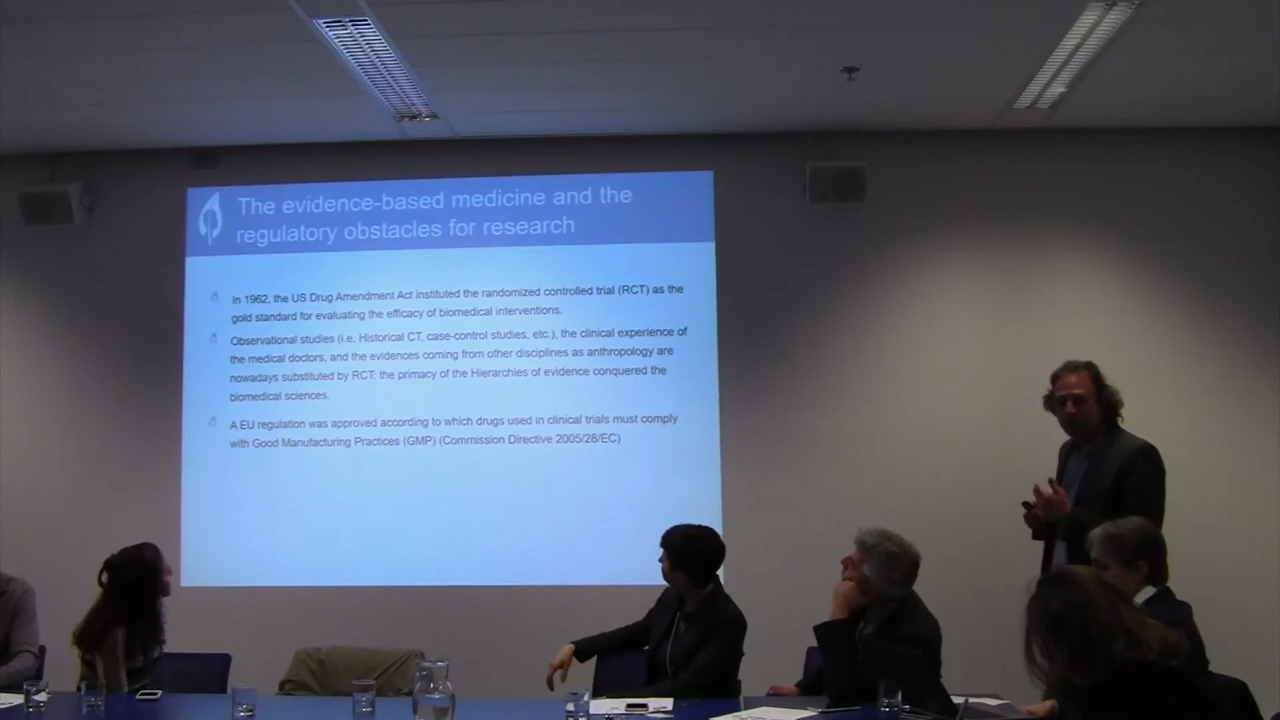 The evidence-based medicine and the
regulatory obstacles for research
In 1962, the US Drug Amendment Act instituted the randomized controlled trial (RCT) as the
gold standard for evaluating the efficacy of biomedical interventions.
Observational studies (i.e. Historical CT, case-control studies, etc.), the clinical experience of
the medical doctors, and the evidences coming from other disciplines as anthropology are
nowadays substituted by RCT: the primacy of the Hierarchies of evidence conquered the
biomedical sciences.
A EU regulation was approved according to which drugs used in clinical trials must comply
with Good Manufacturing Practices (GMP) (Commission Directive 2005/28/EC)